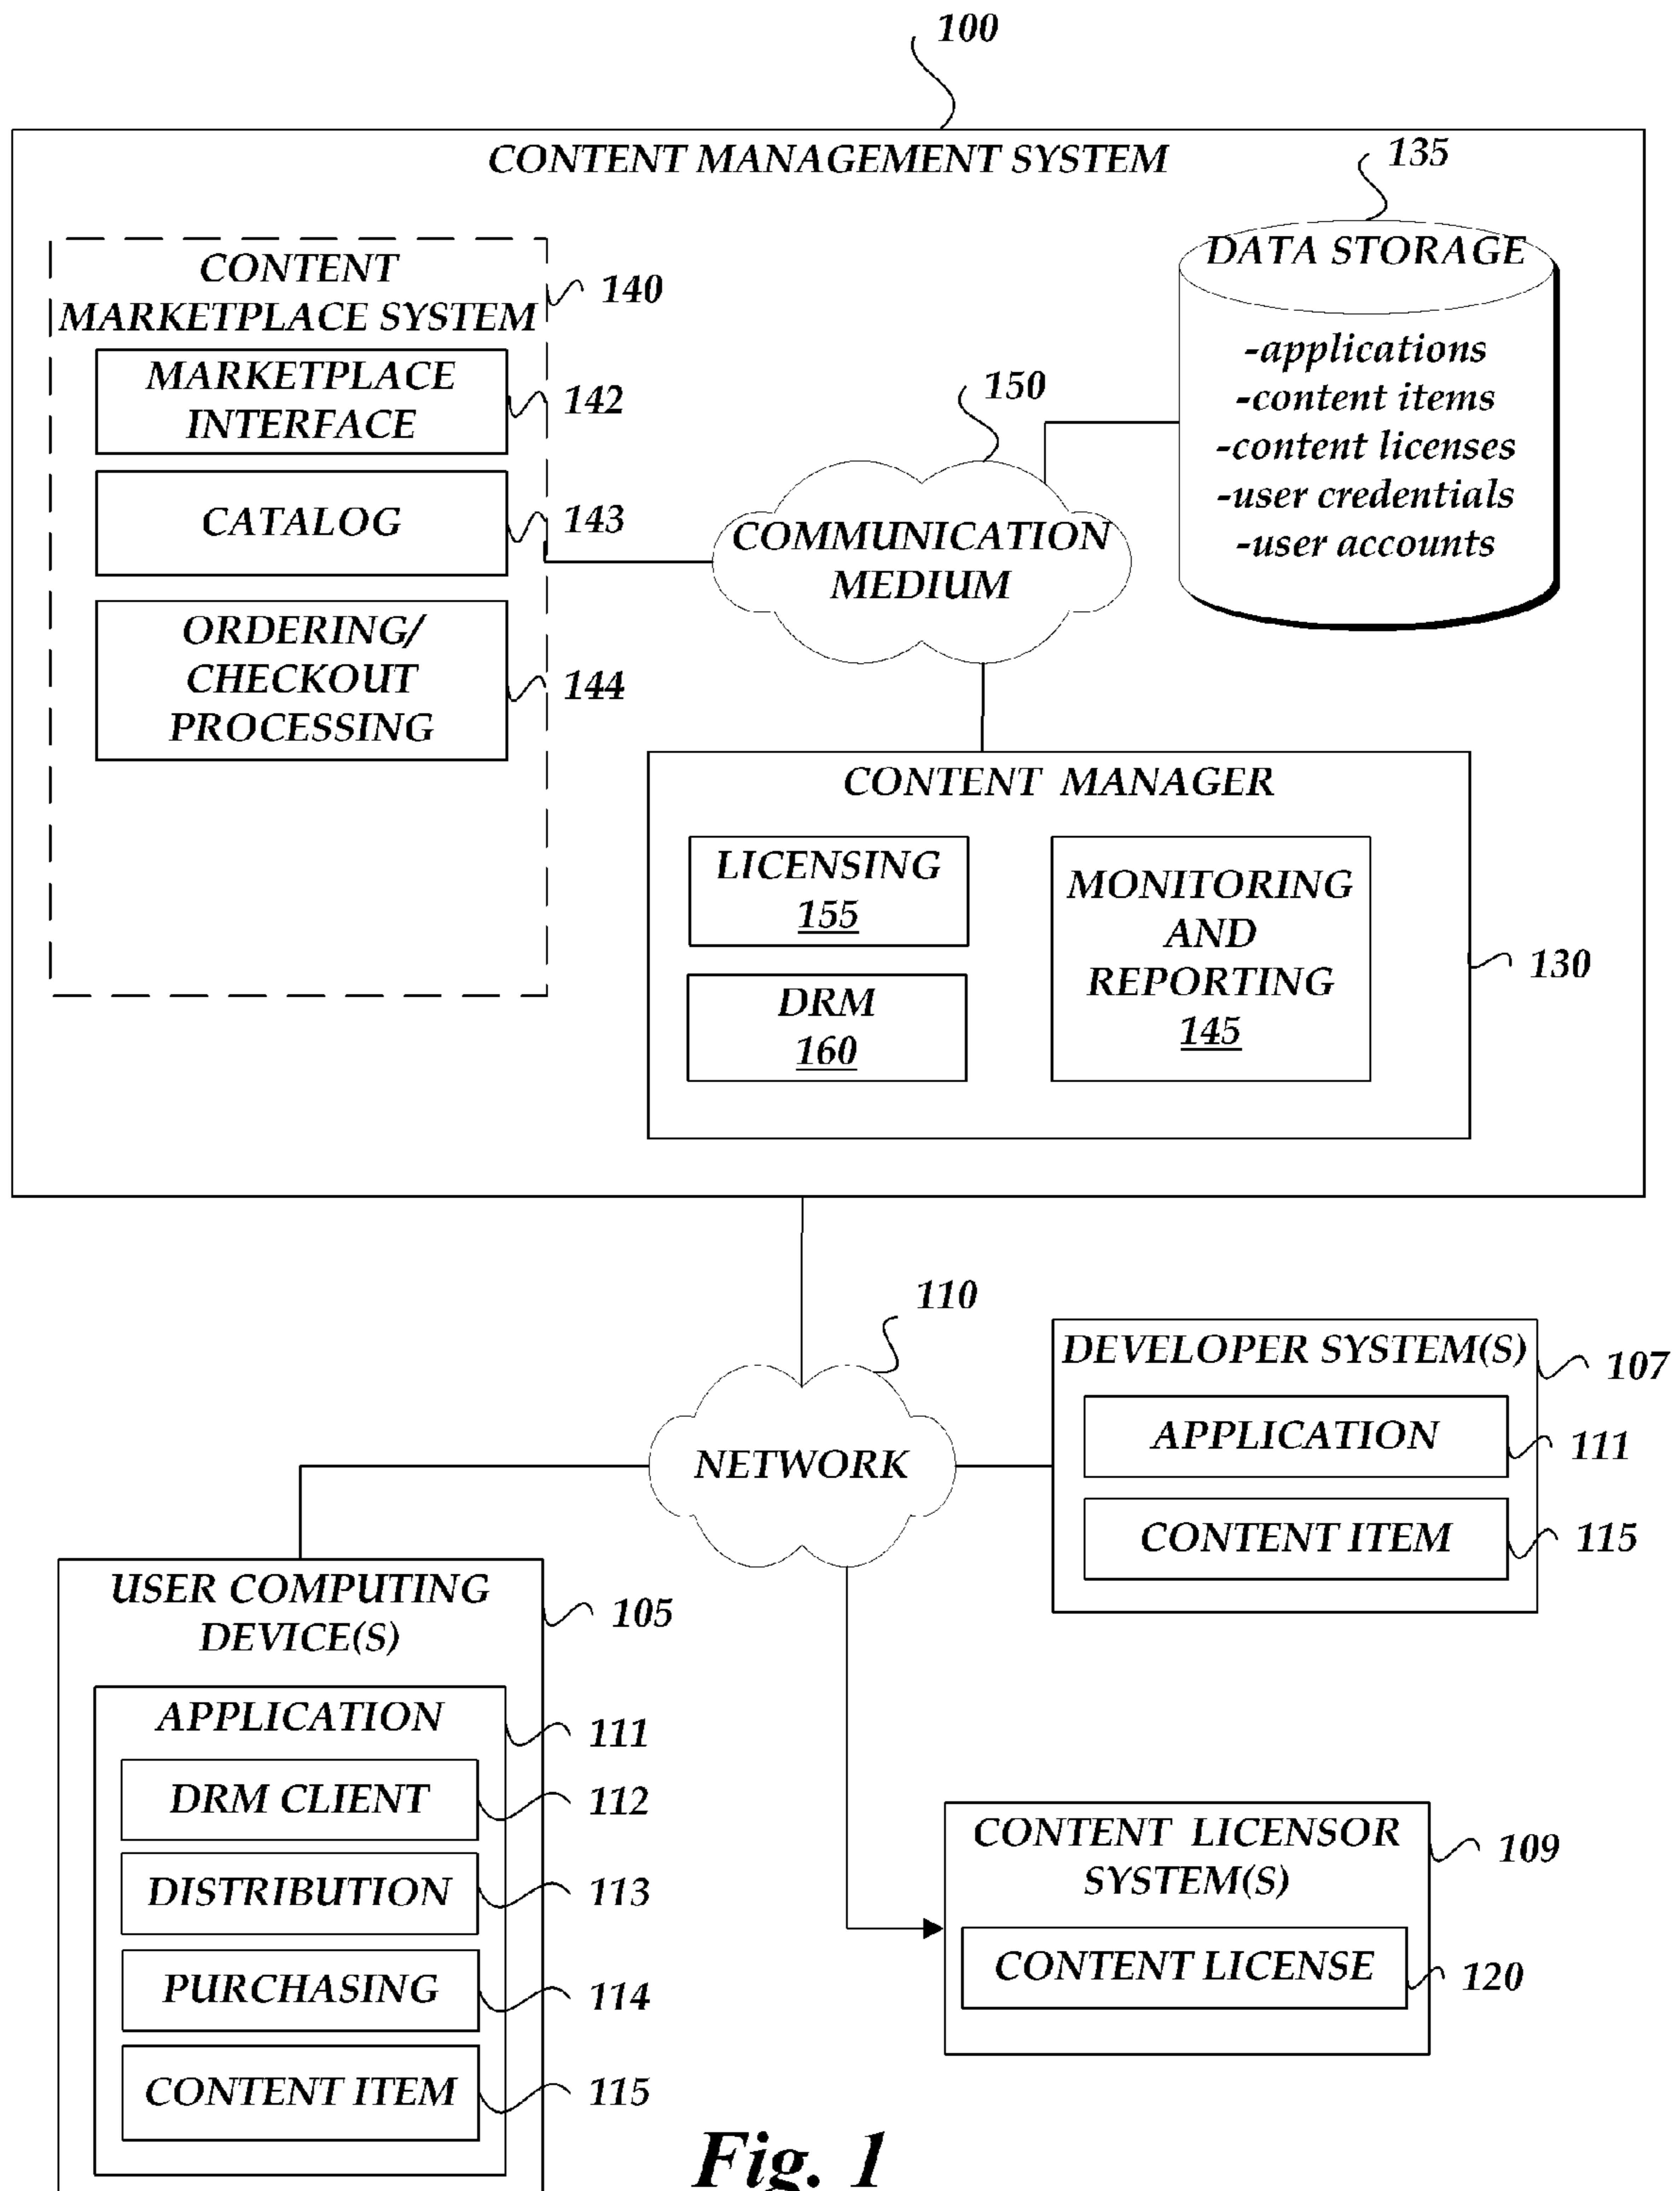 100
CONTENT MANAGEMENT SYSTEM
135
DATA STORAGE
-applications
-content items
-content licenses
-user credentials
-user accounts
CONTENT
MARKETPLACE SYSTEM
140
MARKETPLACE
INTERFACE
142
CATALOG
143
ORDERING/
CHECKOUT
PROCESSING
144
150
COMMUNICATION
MEDIUM
CONTENT MANAGER
LICENSING
155
DRM
160
MONITORING
AND
REPORTING
145
130
110
NETWORK
DEVELOPER SYSTEM(S)
107
APPLICATION
111
CONTENT ITEM
115
USER COMPUTING
DEVICE(S)
105
APPLICATION
111
DRM CLIENT
112
DISTRIBUTION
113
PURCHASING
114
CONTENT ITEM
115
CONTENT LICENSOR
SYSTEM(S)
109
CONTENT LICENSE
120
Fig. 1